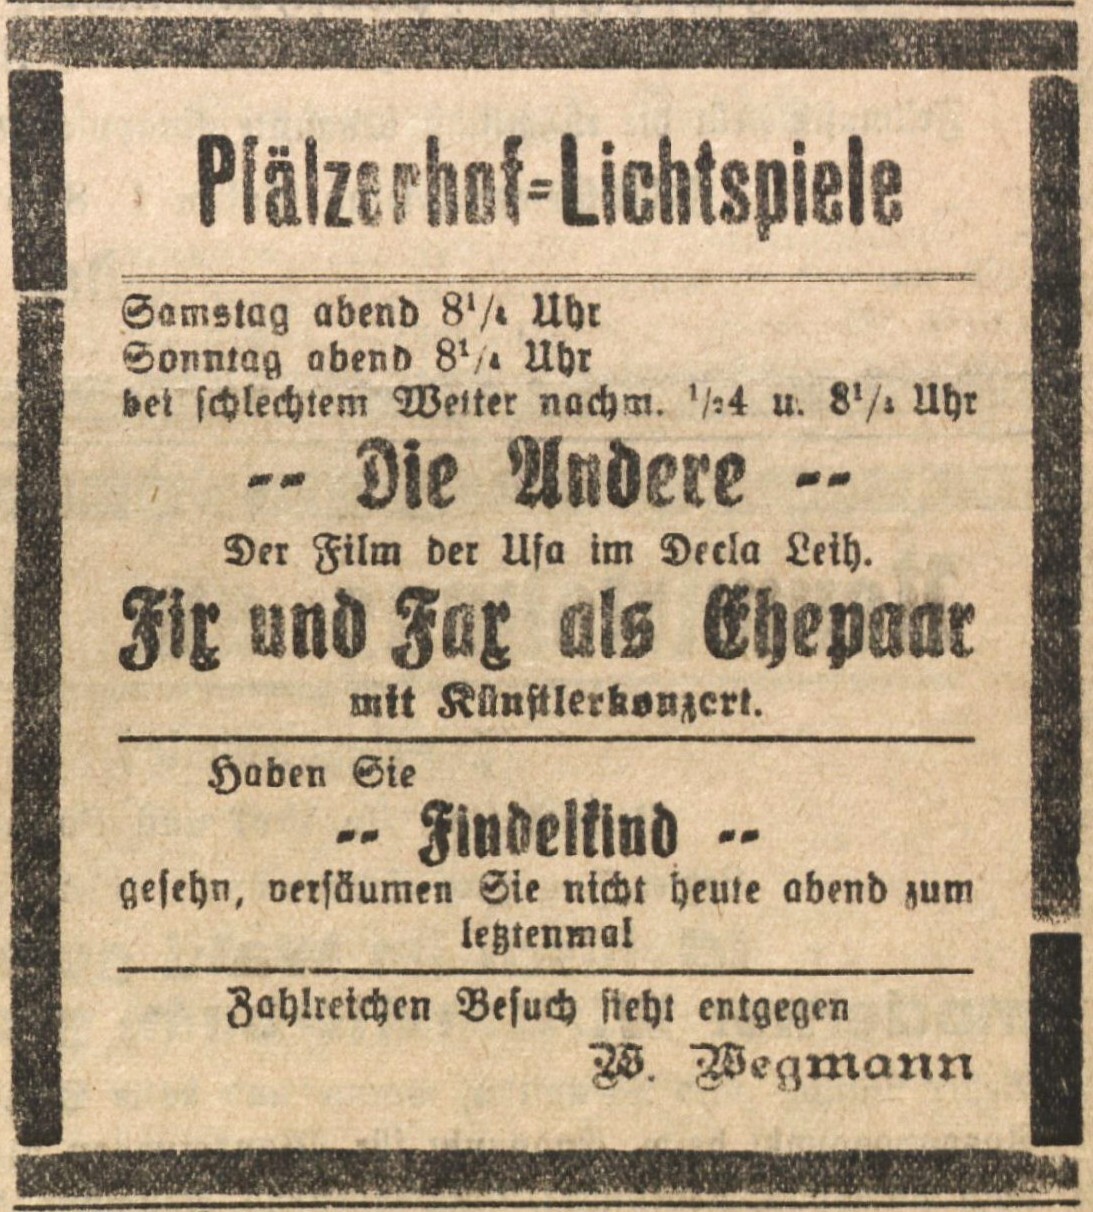 Pfälzerhof-Lichtspiele
Samstag abend 8¹/₄ Uhr
Sonntag abend 8¹/₄ Uhr
bei schlechtem Wetter nachm. ¹/₂4 u. 8¹/₄ Uhr
-- Die Andere --
Der Film der Ufa im Decla Leih.
Fix und Fax als Ehepaar
mit Künstlerkonzert.
Haben Sie
-- Findelkind --
gesehn, versäumen Sie nicht heute abend zum
letztenmal
Zahlreichen Besuch sieht entgegen
W. Wegmann